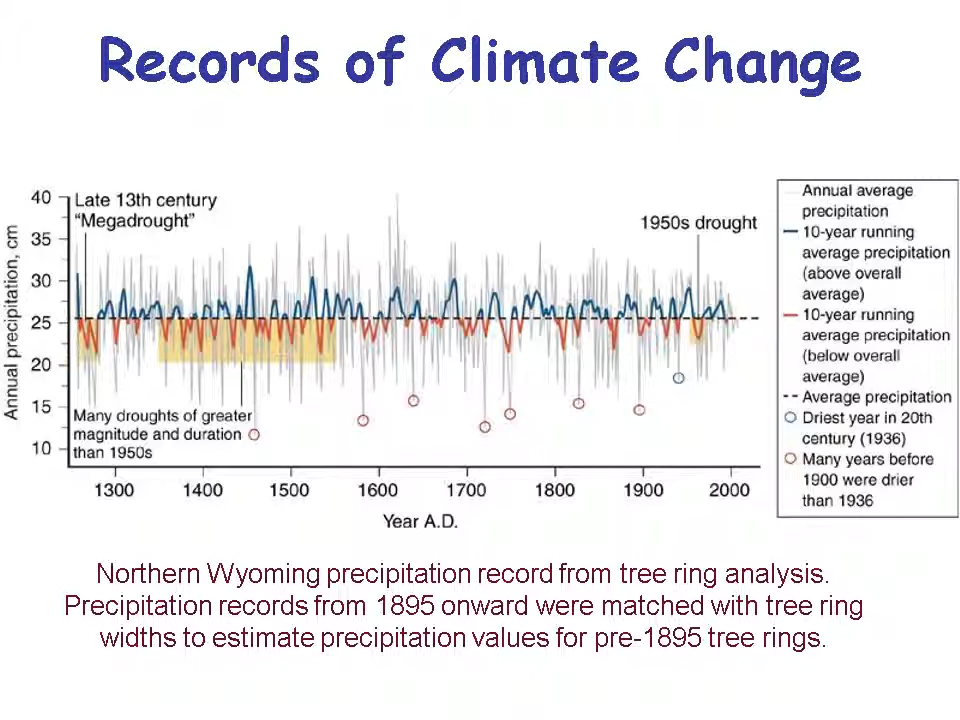 Records of Climate Change
40
35
30
25
20
15
10
Annual precipitation, cm
Late 13th century
“Megadrought”
1950s drought
Many droughts of greater
magnitude and duration
than 1950s
1300 1400 1500 1600 1700 1800 1900 2000
Year A.D.
Annual average
precipitation
10-year running
average precipitation
(above overall
average)
10-year running
average precipitation
(below overall
average)
Average precipitation
Driest year in 20th
century (1936)
Many years before
1900 were drier
than 1936
Northern Wyoming precipitation record from tree ring analysis.
Precipitation records from 1895 onward were matched with tree ring
widths to estimate precipitation values for pre-1895 tree rings.